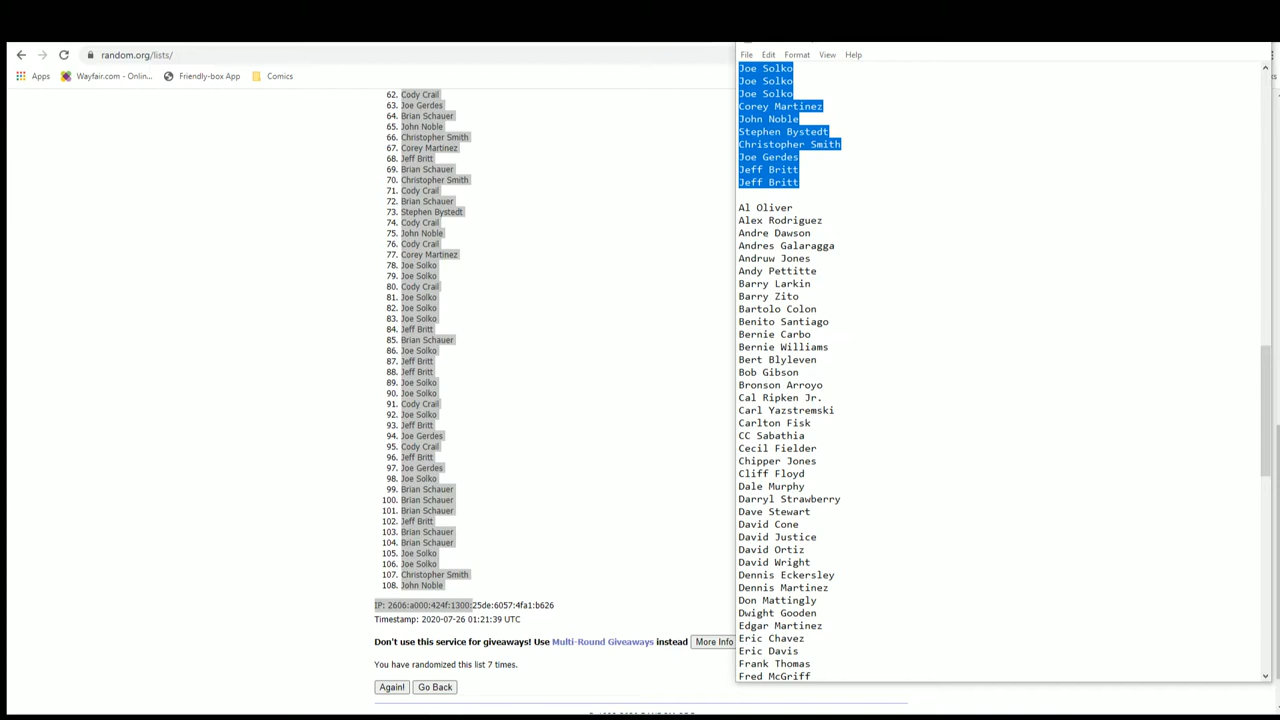 random.org/lists/
Apps Wayfair.com - Onlin... Friendly-box App Comics
62. Cody Crail
63. Joe Gerdes
64. Brian Schauer
65. John Noble
66. Christopher Smith
67. Corey Martinez
68. Jeff Britt
69. Brian Schauer
70. Christopher Smith
71. Cody Crail
72. Brian Schauer
73. Stephen Bystedt
74. Cody Crail
75. John Noble
76. Cody Crail
77. Corey Martinez
78. Joe Solko
79. Joe Solko
80. Cody Crail
81. Joe Solko
82. Joe Solko
83. Joe Solko
84. Jeff Britt
85. Brian Schauer
86. Joe Solko
87. Jeff Britt
88. Jeff Britt
89. Joe Solko
90. Joe Solko
91. Cody Crail
92. Joe Solko
93. Jeff Britt
94. Joe Gerdes
95. Cody Crail
96. Jeff Britt
97. Joe Gerdes
98. Joe Solko
99. Brian Schauer
100. Brian Schauer
101. Brian Schauer
102. Jeff Britt
103. Brian Schauer
104. Brian Schauer
105. Joe Solko
106. Joe Solko
107. Christopher Smith
108. John Noble
IP: 2606:a000:424f:1300:25de:6057:4fa1:b626
Timestamp: 2020-07-26 01:21:39 UTC
Don't use this service for giveaways! Use Multi-Round Giveaways instead More Info
You have randomized this list 7 times.
Again! Go Back
File Edit Format View Help
Joe Solko
Joe Solko
Joe Solko
Corey Martinez
John Noble
Stephen Bystedt
Christopher Smith
Joe Gerdes
Jeff Britt
Jeff Britt
Al Oliver
Alex Rodriguez
Andre Dawson
Andres Galaragga
Andruw Jones
Andy Pettitte
Barry Larkin
Barry Zito
Bartolo Colon
Benito Santiago
Bernie Carbo
Bernie Williams
Bert Blyleven
Bob Gibson
Bronson Arroyo
Cal Ripken Jr.
Carl Yazstremski
Carlton Fisk
CC Sabathia
Cecil Fielder
Chipper Jones
Cliff Floyd
Dale Murphy
Darryl Strawberry
Dave Stewart
David Cone
David Justice
David Ortiz
David Wright
Dennis Eckersley
Dennis Martinez
Don Mattingly
Dwight Gooden
Edgar Martinez
Eric Chavez
Eric Davis
Frank Thomas
Fred McGriff